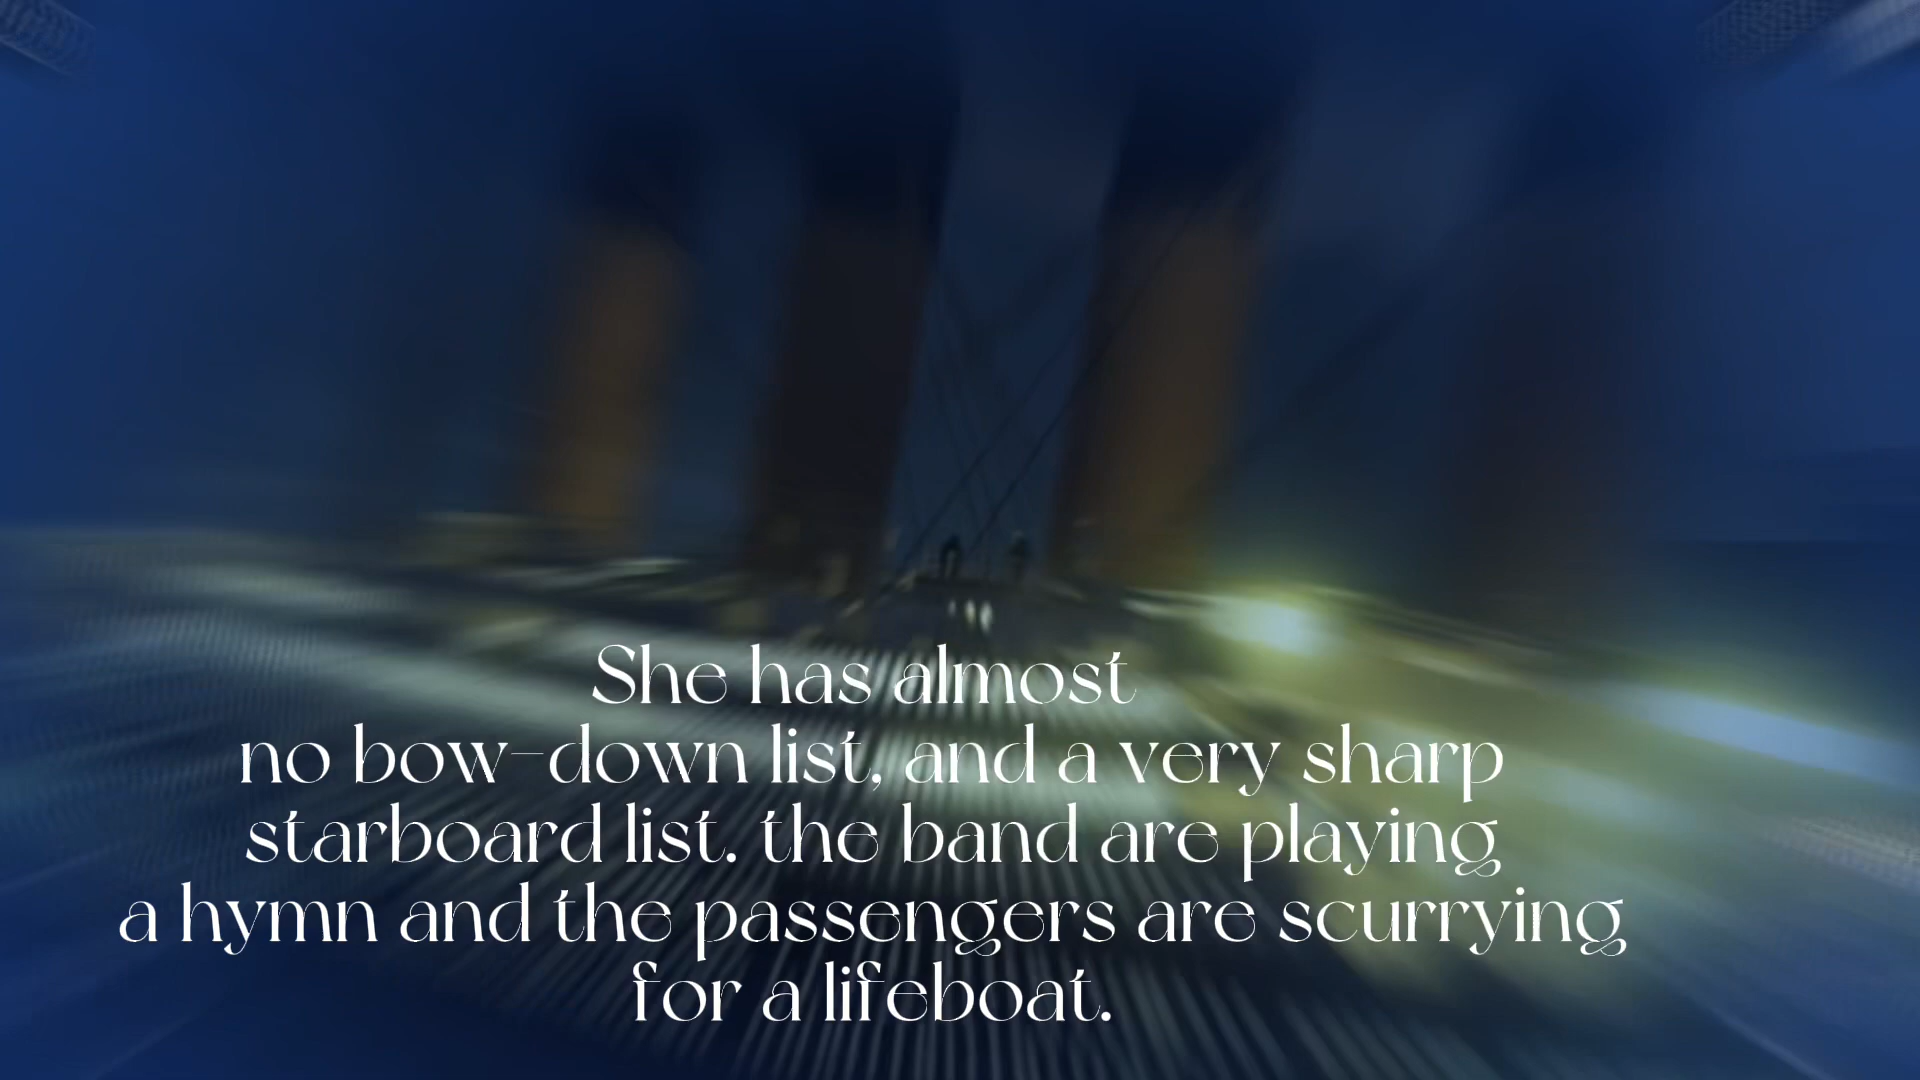 She has almost
no bow-down list, and a very sharp
starboard list. the band are playing
a hymn and the passengers are scurrying
for a lifeboat.